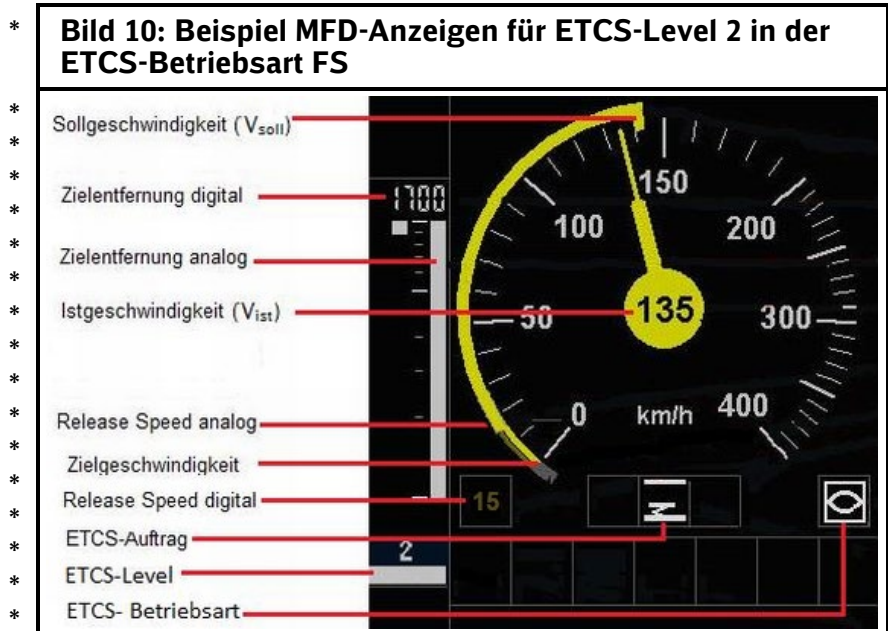 * Bild 10: Beispiel MFD-Anzeigen für ETCS-Level 2 in der
ETCS-Betriebsart FS
* Sollgeschwindigkeit (Vsoll)
*
* Zielentfernung digital 1700
*
* Zielentfernung analog
*
* Istgeschwindigkeit (Vist)
*
*
* Release Speed analog
* Zielgeschwindigkeit
* Release Speed digital 15
* ETCS-Auftrag
* ETCS-Level 2
* ETCS- Betriebsart
0
50
100
150
200
300
400
135
km/h